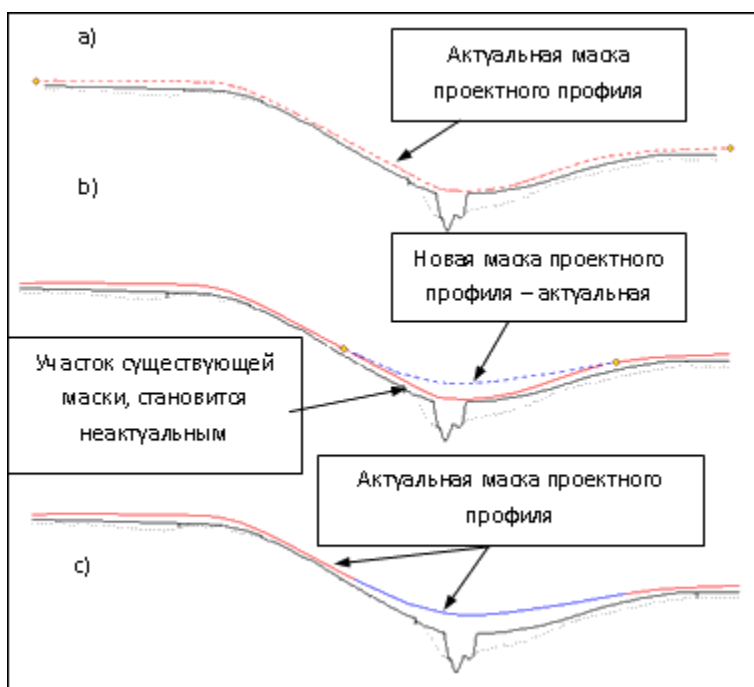 a)
Актуальная маска
проектного профиля
b)
Новая маска проектного
профиля – актуальная
Участок существующей
маски, становится
неактуальным
Актуальная маска проектного
профиля
c)